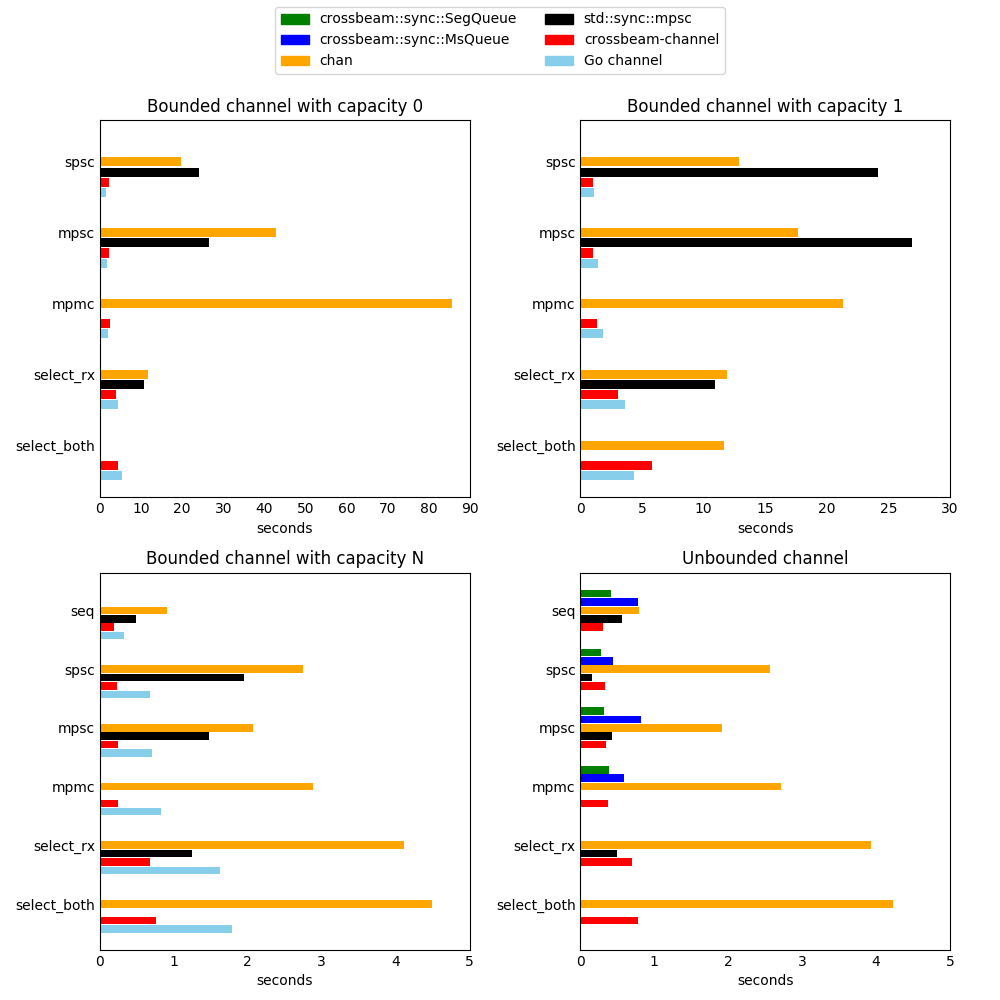 crossbeam::sync::SegQueue
crossbeam::sync::MsQueue
chan
std::sync::mpsc
crossbeam-channel
Go channel
Bounded channel with capacity 0
spsc
mpsc
mpmc
select_rx
select_both
0 10 20 30 40 50 60 70 80 90
seconds
Bounded channel with capacity 1
spsc
mpsc
mpmc
select_rx
select_both
0 5 10 15 20 25 30
seconds
Bounded channel with capacity N
seq
spsc
mpsc
mpmc
select_rx
select_both
0 1 2 3 4 5
seconds
Unbounded channel
seq
spsc
mpsc
mpmc
select_rx
select_both
0 1 2 3 4 5
seconds